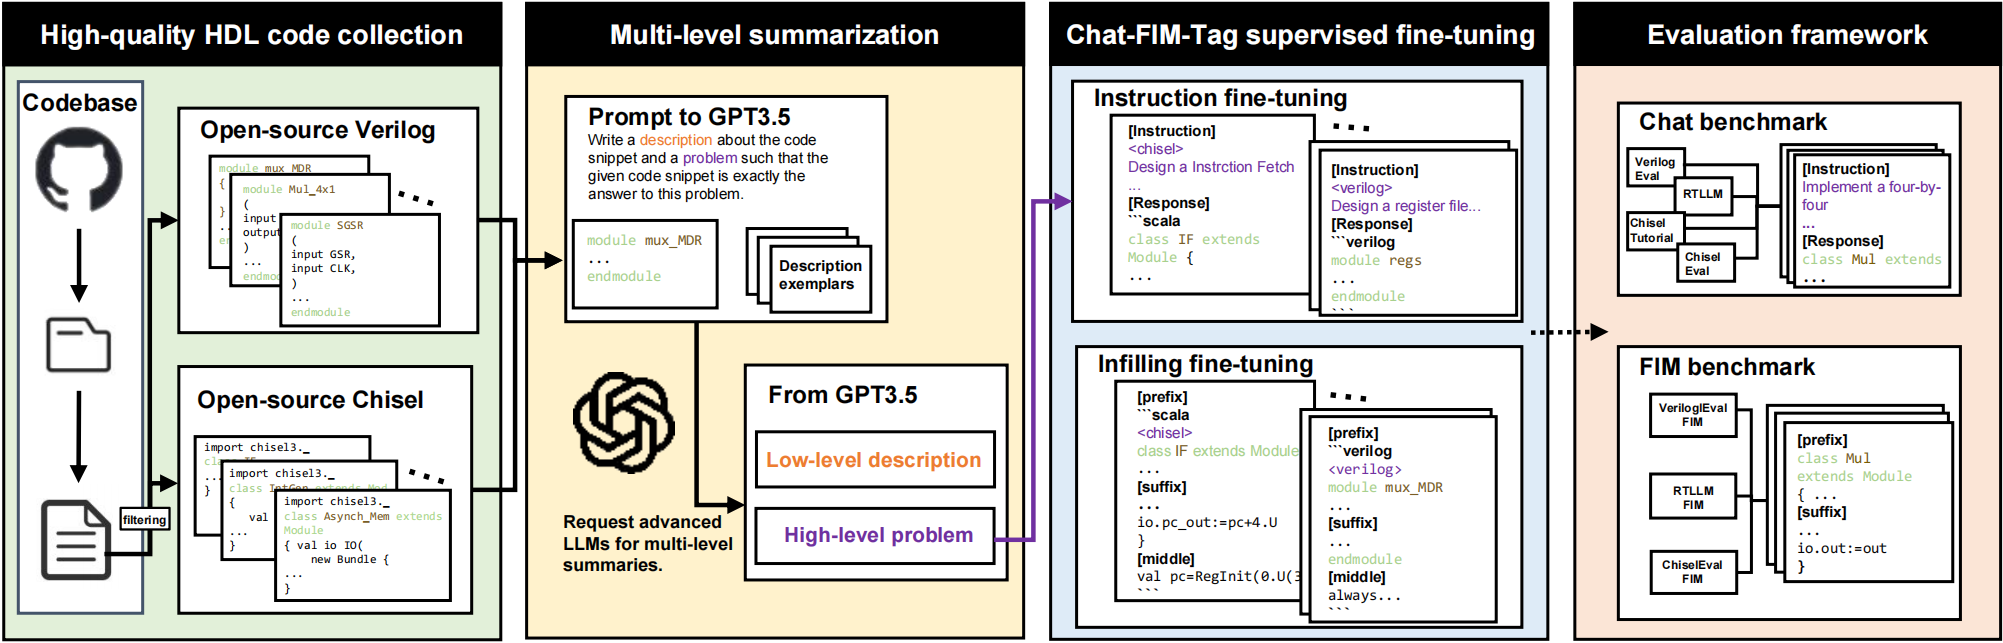 High-quality HDL code collection
Codebase
filtering
Open-source Verilog
module mux_MDR
{
}
..
en
module Mul_4x1
(
input
output
)
...
endmod
module SGSR
(
input GSR,
input CLK,
)
...
endmodule
Open-source Chisel
import chisel3._
cla
...
}
import chisel3._
class IntGen extends Mod
{
val
...
}
import chisel3._
class Asynch_Mem extends
Module
{ val io IO(
new Bundle {
...
}
Multi-level summarization
Prompt to GPT3.5
Write a description about the code
snippet and a problem such that the
given code snippet is exactly the
answer to this problem.
module mux_MDR
...
endmodule
Description
exemplars
Request advanced
LLMs for multi-level
summaries.
From GPT3.5
Low-level description
High-level problem
Chat-FIM-Tag supervised fine-tuning
Instruction fine-tuning
[Instruction]
<chisel>
Design a Instrction Fetch
...
[Response]
```scala
class IF extends
Module {
...
[Instruction]
<verilog>
Design a register file...
[Response]
```verilog
module regs
...
endmodule
```
Infilling fine-tuning
[prefix]
```scala
<chisel>
class IF extends Module
...
[suffix]
...
io.pc_out:=pc+4.U
}
[middle]
val pc=RegInit(0.U(3
```
[prefix]
```verilog
<verilog>
module mux_MDR
...
[suffix]
...
endmodule
[middle]
always...
```
Evaluation framework
Chat benchmark
Verilog
Eval
RTLLM
Chisel
Tutorial
Chisel
Eval
[Instruction]
Implement a four-by-
four
...
[Response]
class Mul extends
...
FIM benchmark
VeriloglEval
FIM
RTLLM
FIM
ChiselEval
FIM
[prefix]
class Mul
extends Module
{ ...
[suffix]
...
io.out:=out
}